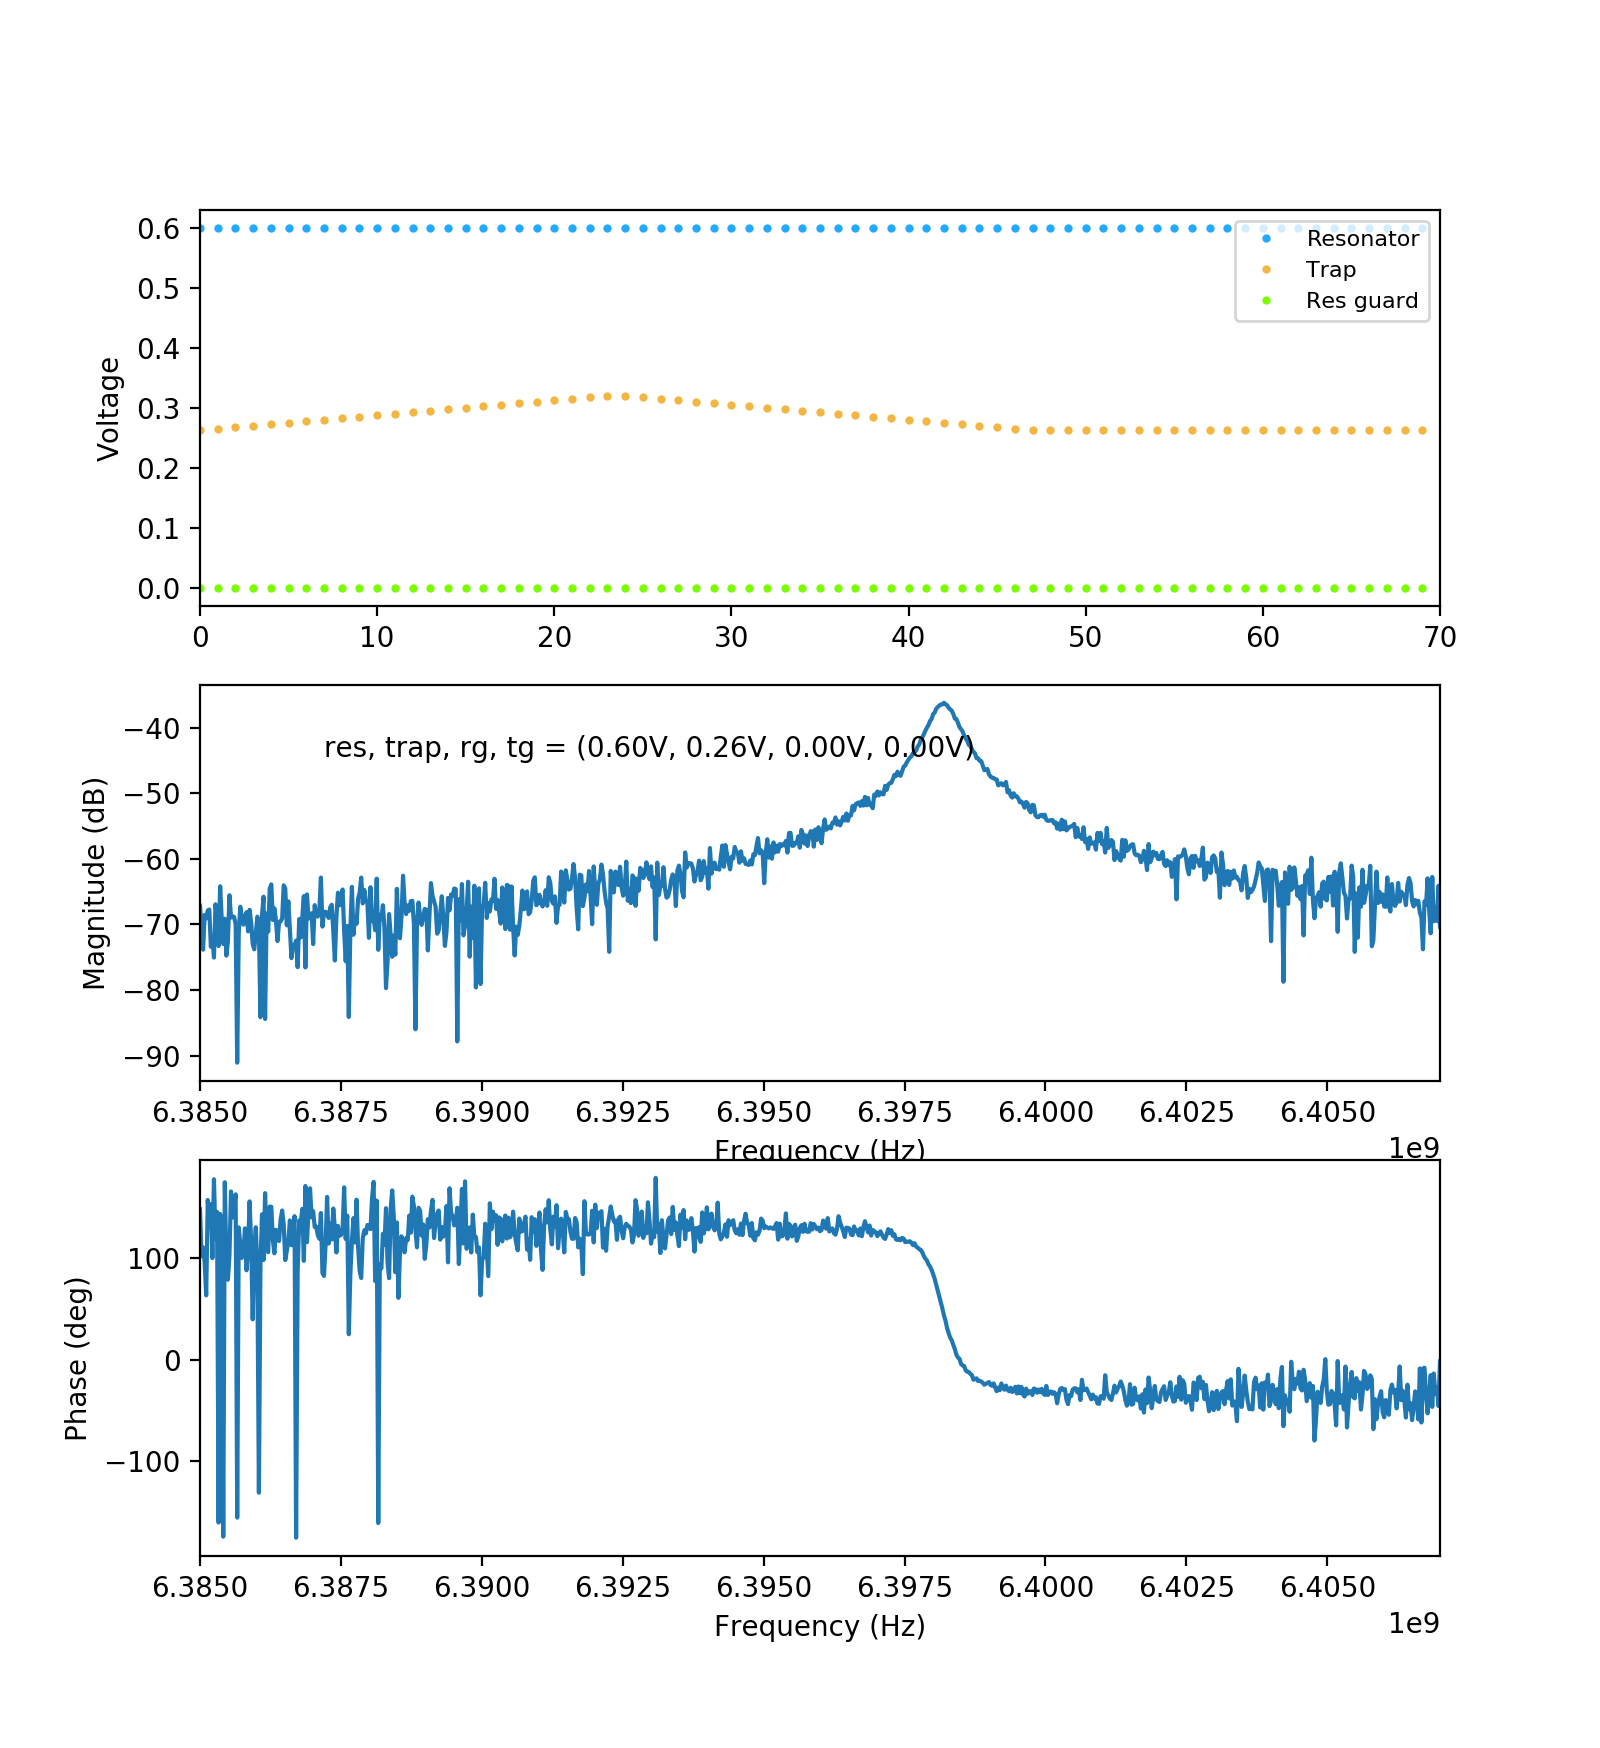 0.6
0.5
0.4
0.3
0.2
0.1
0.0
Voltage
Resonator
Trap
Res guard
0 10 20 30 40 50 60 70
−40
−50
−60
−70
−80
−90
Magnitude (dB)
res, trap, rg, tg = (0.60V, 0.26V, 0.00V, 0.00V)
6.3850 6.3875 6.3900 6.3925 6.3950 6.3975 6.4000 6.4025 6.4050
Frequency (Hz)
1e9
100
0
−100
Phase (deg)
6.3850 6.3875 6.3900 6.3925 6.3950 6.3975 6.4000 6.4025 6.4050
Frequency (Hz)
1e9